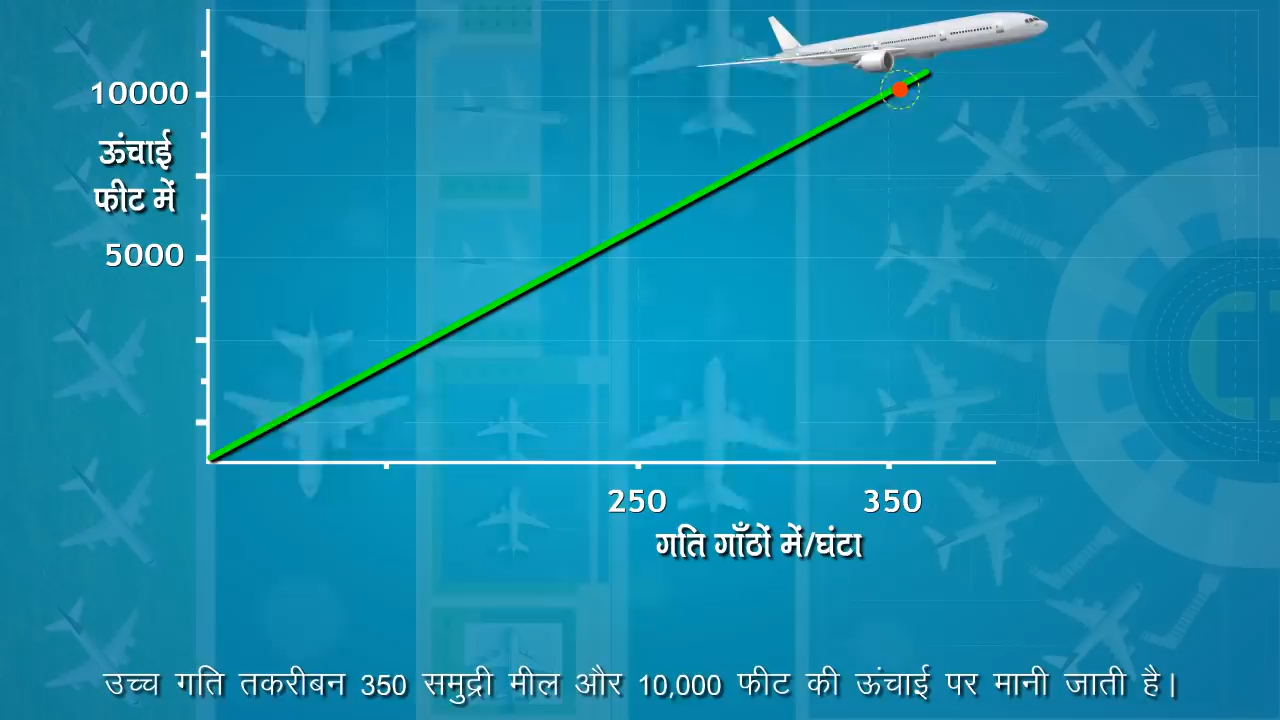 10000
ऊंचाई
फीट में
5000
250
350
गति गाँठों में/घंटा
उच्च गति तकरीबन 350 समुद्री मील और 10,000 फीट की ऊंचाई पर मानी जाती है।